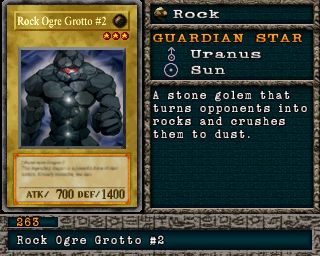 Rock Ogre Grotto #2
ATK/ 700 DEF/1400
Rock
GUARDIAN STAR
Uranus
Sun
A stone golem that
turns opponents into
rocks and crushes
them to dust.
263
Rock Ogre Grotto #2